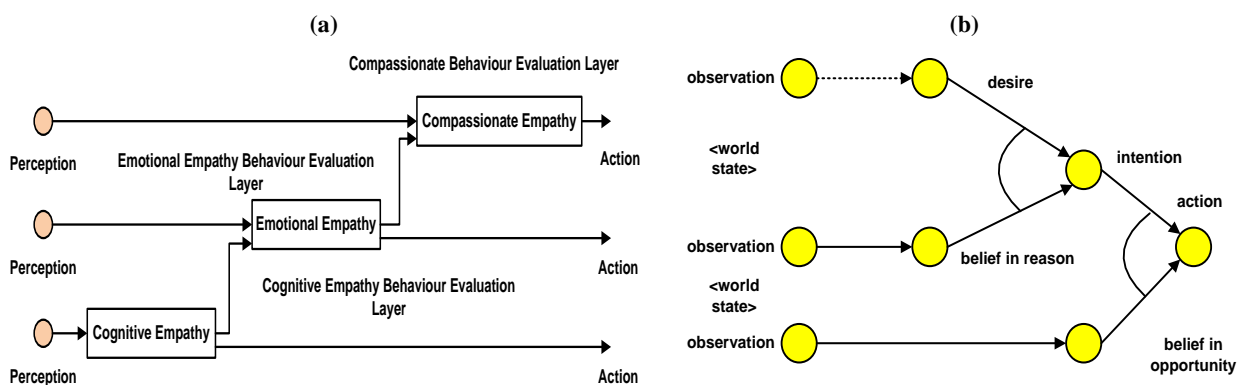 (a)
Compassionate Behaviour Evaluation Layer
Compassionate Empathy
Perception
Action
Emotional Empathy Behaviour Evaluation
Layer
Emotional Empathy
Perception
Action
Cognitive Empathy Behaviour Evaluation
Layer
Cognitive Empathy
Perception
Action
(b)
observation
desire
<world
state>
intention
action
observation
belief in reason
<world
state>
observation
belief in
opportunity